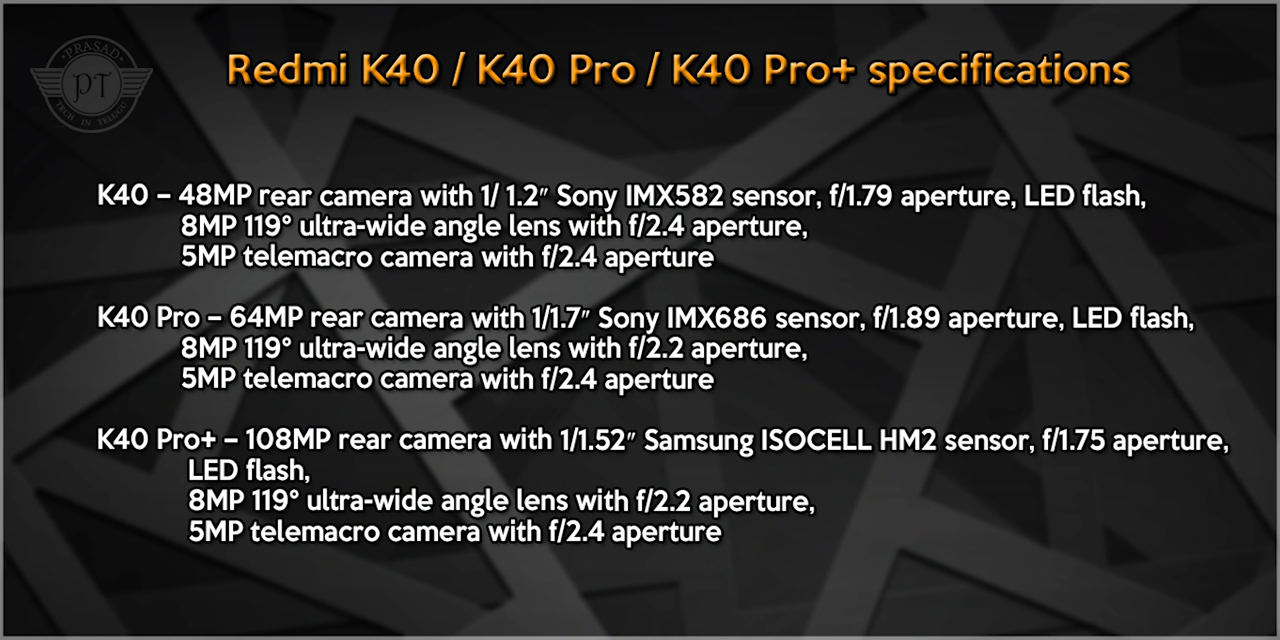 PRASAD
PT
TECH IN TELUGU
Redmi K40 / K40 Pro / K40 Pro+ specifications
K40 – 48MP rear camera with 1/ 1.2″ Sony IMX582 sensor, f/1.79 aperture, LED flash,
8MP 119° ultra-wide angle lens with f/2.4 aperture,
5MP telemacro camera with f/2.4 aperture
K40 Pro – 64MP rear camera with 1/1.7″ Sony IMX686 sensor, f/1.89 aperture, LED flash,
8MP 119° ultra-wide angle lens with f/2.2 aperture,
5MP telemacro camera with f/2.4 aperture
K40 Pro+ – 108MP rear camera with 1/1.52″ Samsung ISOCELL HM2 sensor, f/1.75 aperture,
LED flash,
8MP 119° ultra-wide angle lens with f/2.2 aperture,
5MP telemacro camera with f/2.4 aperture